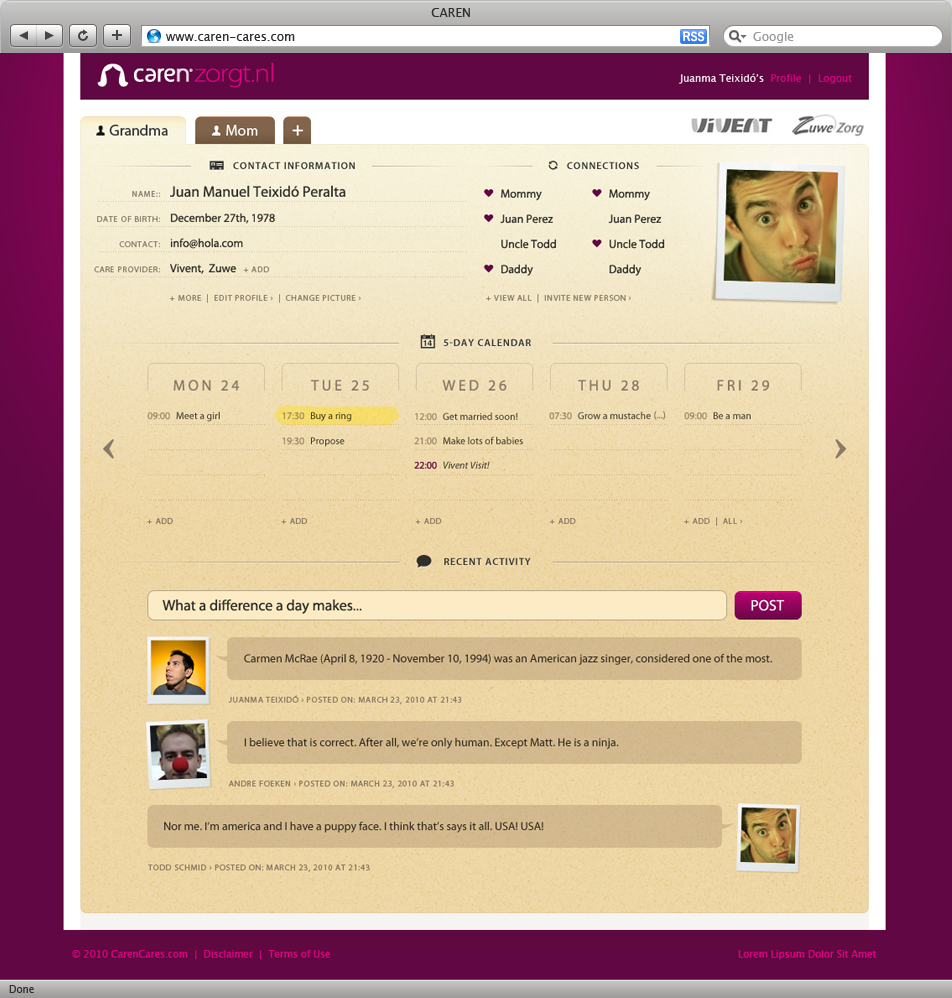 CAREN
www.caren-cares.com RSS Google
caren®zorgt.nl Juanma Teixidó's Profile | Logout
Grandma Mom + ViVENT Zuwe Zorg
CONTACT INFORMATION CONNECTIONS
NAME:: Juan Manuel Teixidó Peralta Mommy Mommy
DATE OF BIRTH: December 27th, 1978 Juan Perez Juan Perez
CONTACT: info@hola.com Uncle Todd Uncle Todd
CARE PROVIDER: Vivent, Zuwe + ADD Daddy Daddy
+ MORE | EDIT PROFILE › | CHANGE PICTURE › + VIEW ALL | INVITE NEW PERSON ›
14 5-DAY CALENDAR
MON 24 TUE 25 WED 26 THU 28 FRI 29
09:00 Meet a girl 17:30 Buy a ring 12:00 Get married soon! 07:30 Grow a mustache (...) 09:00 Be a man
19:30 Propose 21:00 Make lots of babies
22:00 Vivent Visit!
+ ADD + ADD + ADD + ADD + ADD | ALL ›
RECENT ACTIVITY
What a difference a day makes... POST
Carmen McRae (April 8, 1920 - November 10, 1994) was an American jazz singer, considered one of the most.
JUANMA TEIXIDÓ › POSTED ON: MARCH 23, 2010 AT 21:43
I believe that is correct. After all, we're only human. Except Matt. He is a ninja.
ANDRE FOEKEN › POSTED ON: MARCH 23, 2010 AT 21:43
Nor me. I'm america and I have a puppy face. I think that's says it all. USA! USA!
TODD SCHMID › POSTED ON: MARCH 23, 2010 AT 21:43
© 2010 CarenCares.com | Disclaimer | Terms of Use Lorem Lipsum Dolor Sit Amet
Done